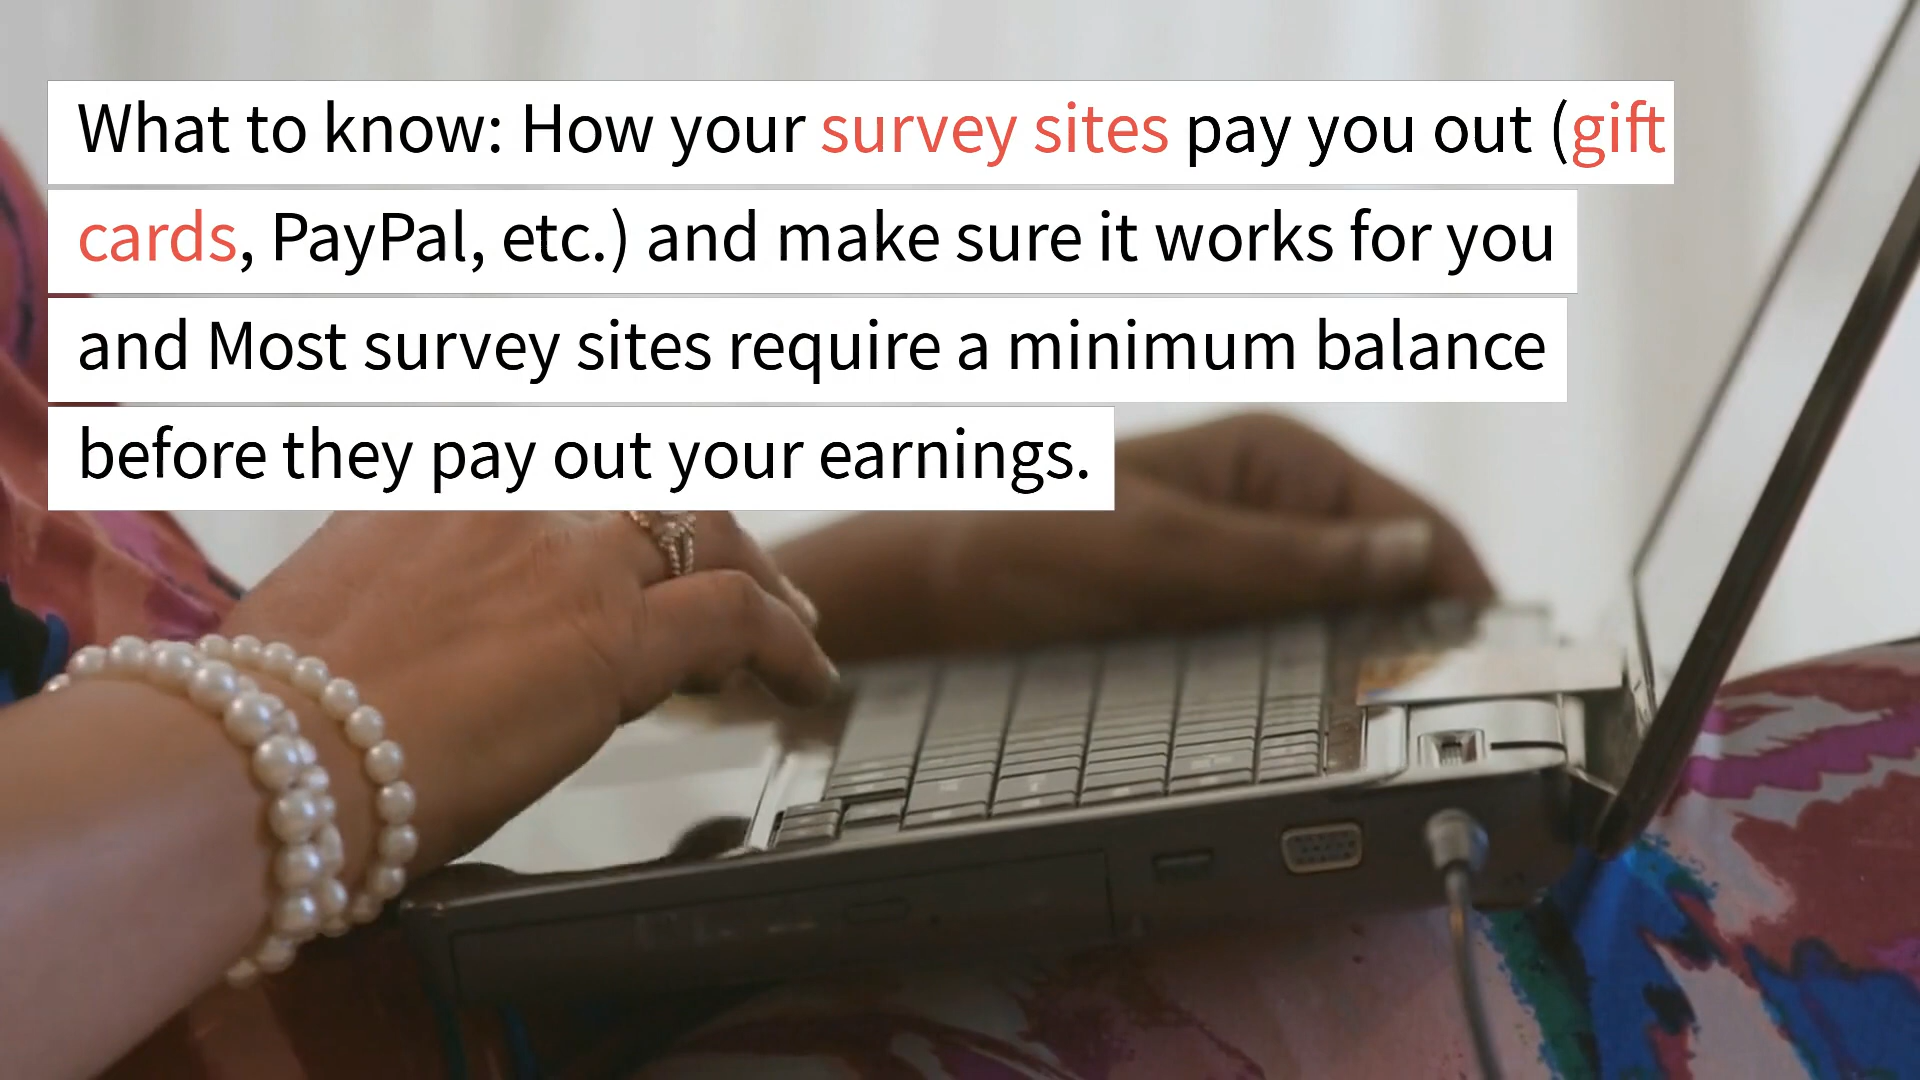 What to know: How your survey sites pay you out (gift
cards, PayPal, etc.) and make sure it works for you
and Most survey sites require a minimum balance
before they pay out your earnings.